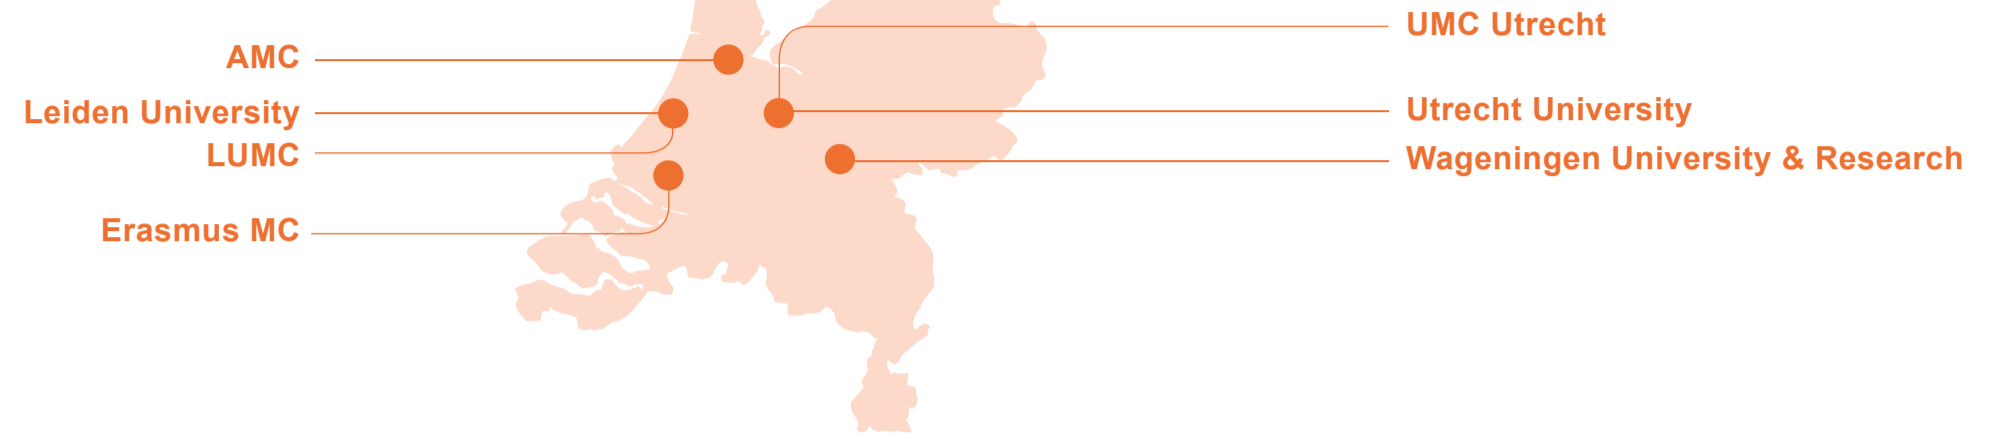 AMC
Leiden University
LUMC
Erasmus MC
UMC Utrecht
Utrecht University
Wageningen University & Research